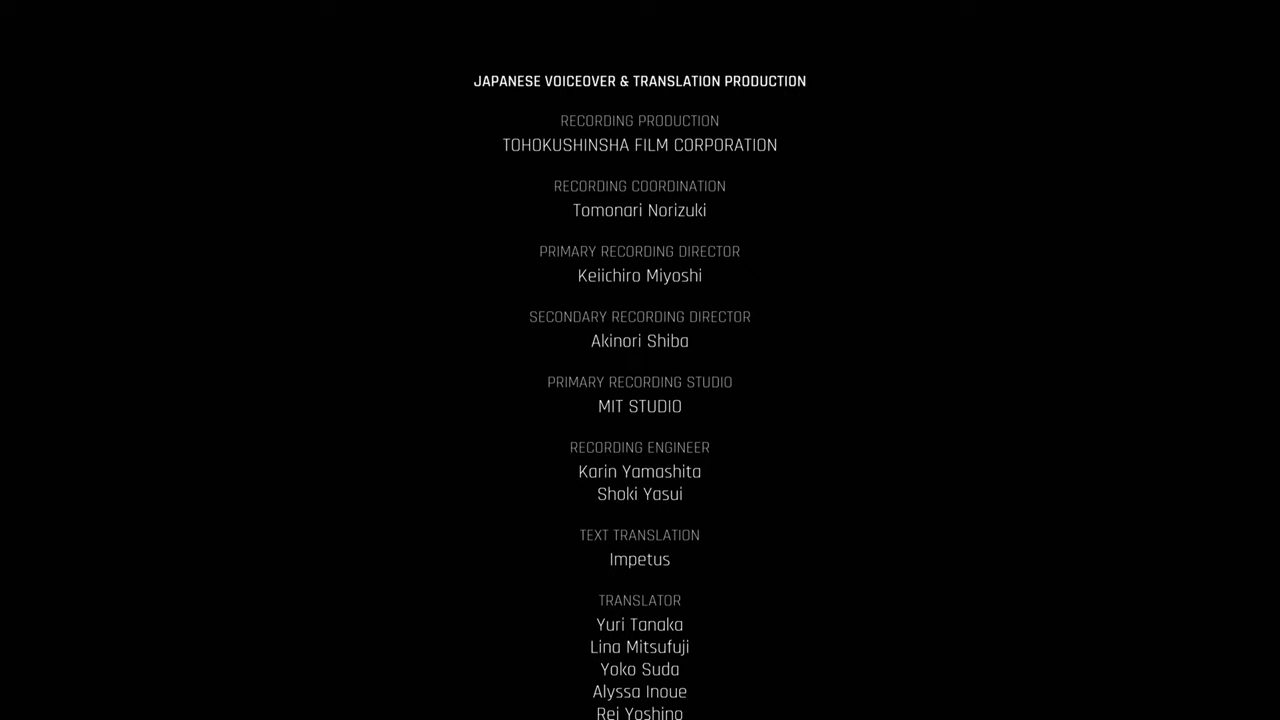 JAPANESE VOICEOVER & TRANSLATION PRODUCTION
RECORDING PRODUCTION
TOHOKUSHINSHA FILM CORPORATION
RECORDING COORDINATION
Tomonari Norizuki
PRIMARY RECORDING DIRECTOR
Keiichiro Miyoshi
SECONDARY RECORDING DIRECTOR
Akinori Shiba
PRIMARY RECORDING STUDIO
MIT STUDIO
RECORDING ENGINEER
Karin Yamashita
Shoki Yasui
TEXT TRANSLATION
Impetus
TRANSLATOR
Yuri Tanaka
Lina Mitsufuji
Yoko Suda
Alyssa Inoue
Rei Yoshino